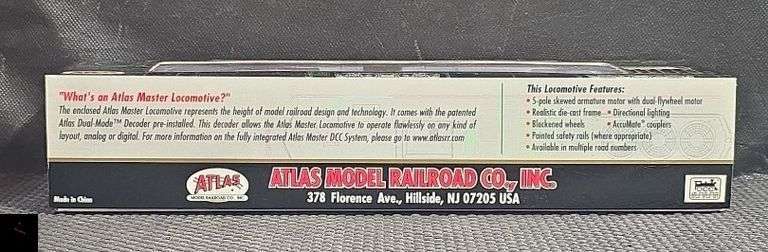 "What's an Atlas Master Locomotive?"
The enclosed Atlas Master Locomotive represents the height of model railroad design and technology. It comes with the patented
Atlas Dual-Mode™ Decoder pre-installed. This decoder allows the Atlas Master Locomotive to operate flawlessly on any kind of
layout, analog or digital. For more information on the fully integrated Atlas Master DCC System, please go to www.atlasrr.com
This Locomotive Features:
• 5-pole skewed armature motor with dual-flywheel motor
• Realistic die-cast frame • Directional lighting
• Blackened wheels • AccuMate™ couplers
• Painted safety rails (where appropriate)
• Available in multiple road numbers
Made in China
ATLAS
MODEL RAILROAD CO., INC.
ATLAS MODEL RAILROAD CO., INC.
378 Florence Ave., Hillside, NJ 07205 USA